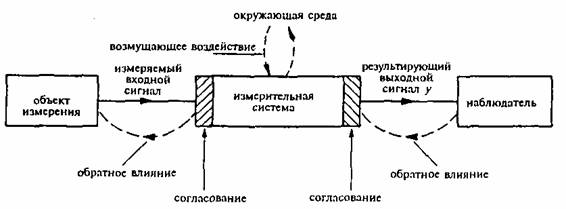 окружающая среда
возмущающее воздействие
измеряемый
входной
сигнал
результирующий
выходной
сигнал y
объект
измерения
измерительная
система
наблюдатель
обратное влияние
обратное влияние
согласование
согласование